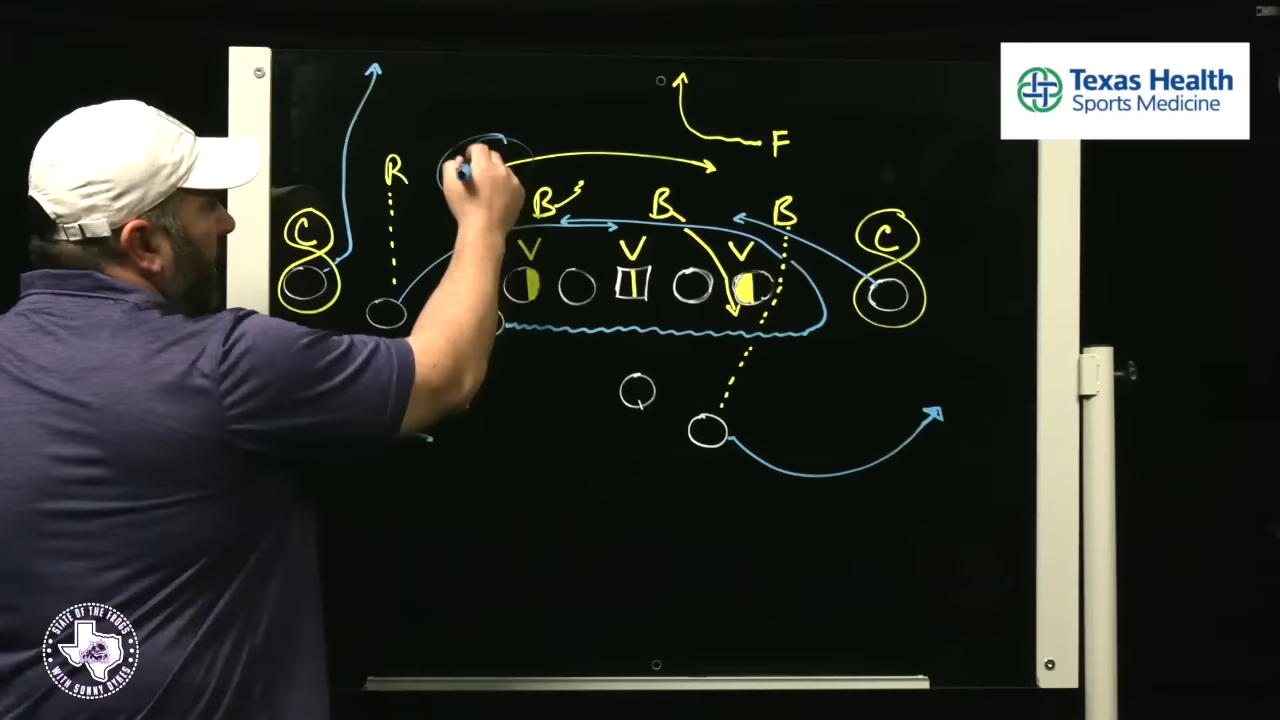 Texas Health
Sports Medicine
F
R
B B B
C C
V V V
STATE OF THE FROGS
WITH SONNY DYKES